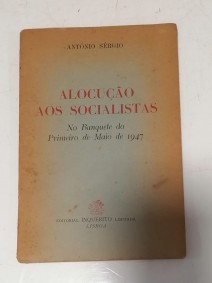 ANTÓNIO SÉRGIO
ALOCUÇÃO
AOS SOCIALISTAS
No Banquete do
Primeiro de Maio de 1947
EDITORIAL INQUÉRITO LIMITADA
LISBOA